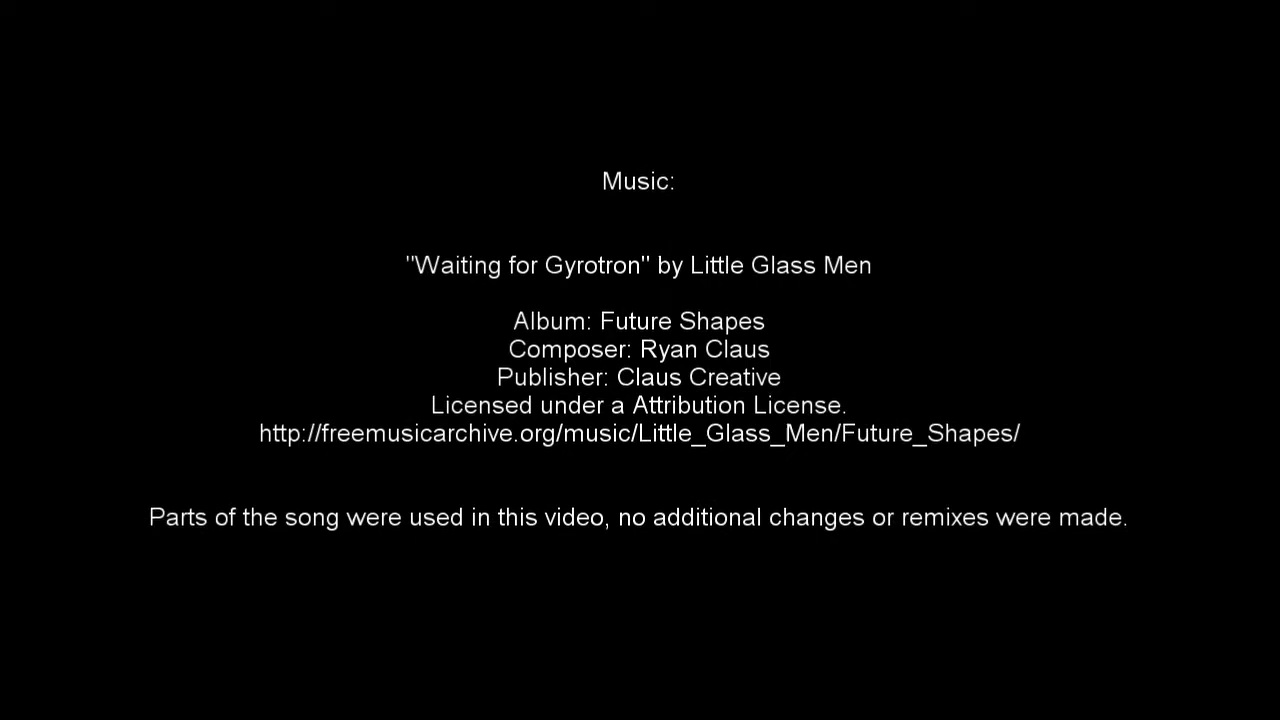 Music:
"Waiting for Gyrotron" by Little Glass Men
Album: Future Shapes
Composer: Ryan Claus
Publisher: Claus Creative
Licensed under a Attribution License.
http://freemusicarchive.org/music/Little_Glass_Men/Future_Shapes/
Parts of the song were used in this video, no additional changes or remixes were made.